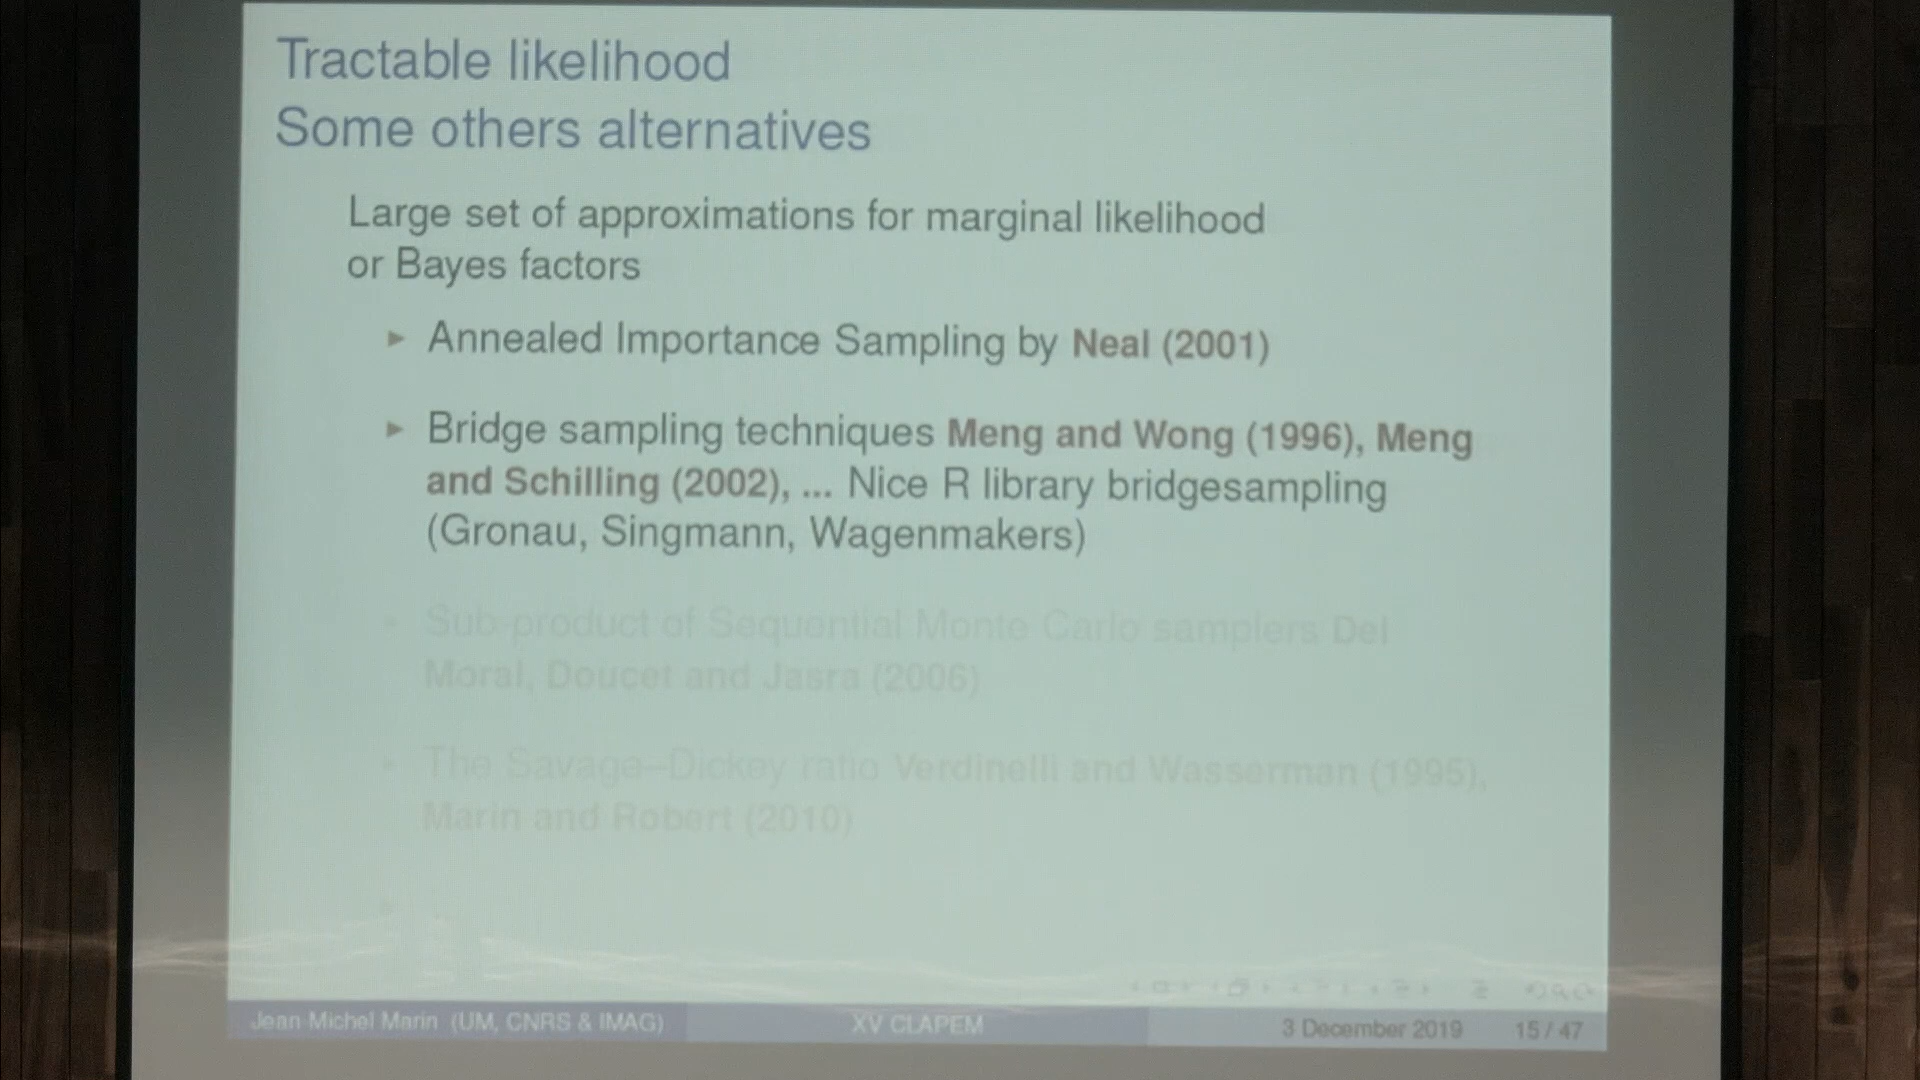 Tractable likelihood
Some others alternatives
Large set of approximations for marginal likelihood
or Bayes factors
▶ Annealed Importance Sampling by Neal (2001)
▶ Bridge sampling techniques Meng and Wong (1996), Meng
and Schilling (2002), ... Nice R library bridgesampling
(Gronau, Singmann, Wagenmakers)
Sub product of Sequential Monte Carlo samplers Del
Moral, Doucet and Jasra (2006)
The Savage–Dickey ratio Verdinelli and Wasserman (1995),
Marin and Robert (2010)
Jean-Michel Marin (UM, CNRS & IMAG) XV CLAPEM 3 December 2019 15 / 47